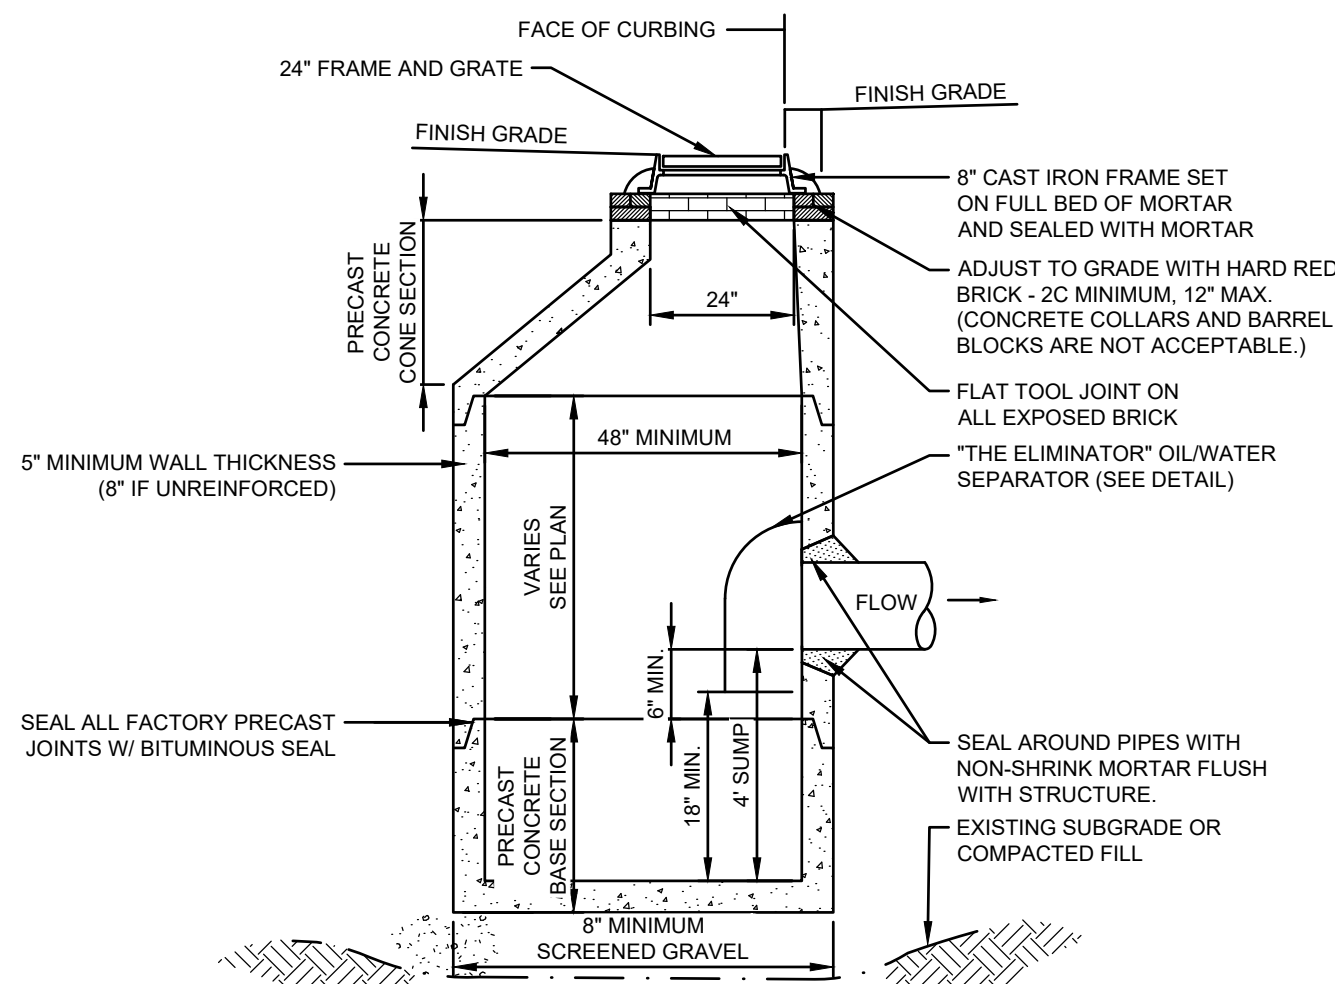 FACE OF CURBING
24" FRAME AND GRATE
FINISH GRADE
FINISH GRADE
8" CAST IRON FRAME SET
ON FULL BED OF MORTAR
AND SEALED WITH MORTAR
ADJUST TO GRADE WITH HARD RED
BRICK - 2C MINIMUM, 12" MAX.
(CONCRETE COLLARS AND BARREL
BLOCKS ARE NOT ACCEPTABLE.)
PRECAST
CONCRETE
CONE SECTION
24"
FLAT TOOL JOINT ON
ALL EXPOSED BRICK
48" MINIMUM
"THE ELIMINATOR" OIL/WATER
SEPARATOR (SEE DETAIL)
5" MINIMUM WALL THICKNESS
(8" IF UNREINFORCED)
VARIES
SEE PLAN
FLOW
6" MIN.
SEAL ALL FACTORY PRECAST
JOINTS W/ BITUMINOUS SEAL
PRECAST
CONCRETE
BASE SECTION
18" MIN.
4' SUMP
SEAL AROUND PIPES WITH
NON-SHRINK MORTAR FLUSH
WITH STRUCTURE.
EXISTING SUBGRADE OR
COMPACTED FILL
8" MINIMUM
SCREENED GRAVEL